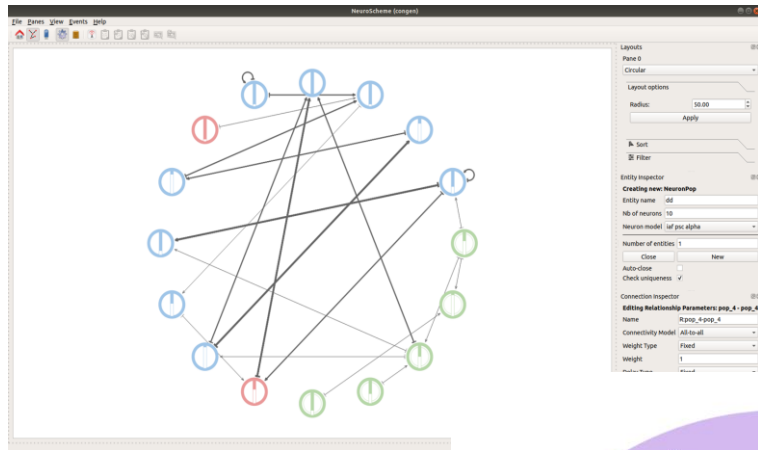 NeuroScheme (congen)
File Panes View Events Help
Layouts
Pane 0
Circular
Layout options
Radius: 50.00
Apply
Sort
Filter
Entity Inspector
Creating new: NeuronPop
Entity name dd
Nb of neurons 10
Neuron model iaf psc alpha
Number of entities 1
Close New
Auto-close
Check uniqueness
Connection Inspector
Editing Relationship Parameters: pop_4 - pop_4
Name R:pop_4-pop_4
Connectivity Model All-to-all
Weight Type Fixed
Weight 1